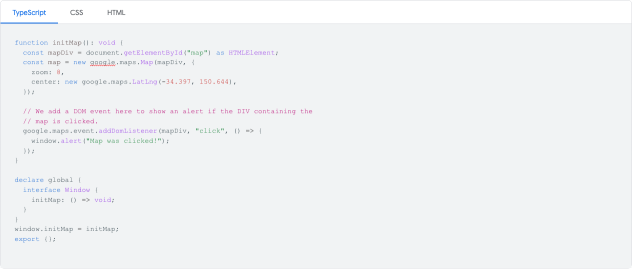 TypeScript CSS HTML
function initMap(): void {
  const mapDiv = document.getElementById("map") as HTMLElement;
  const map = new google.maps.Map(mapDiv, {
    zoom: 8,
    center: new google.maps.LatLng(-34.397, 150.644),
  });

  // We add a DOM event here to show an alert if the DIV containing the
  // map is clicked.
  google.maps.event.addDomListener(mapDiv, "click", () => {
    window.alert("Map was clicked!");
  });
}

declare global {
  interface Window {
    initMap: () => void;
  }
}
window.initMap = initMap;
export {};